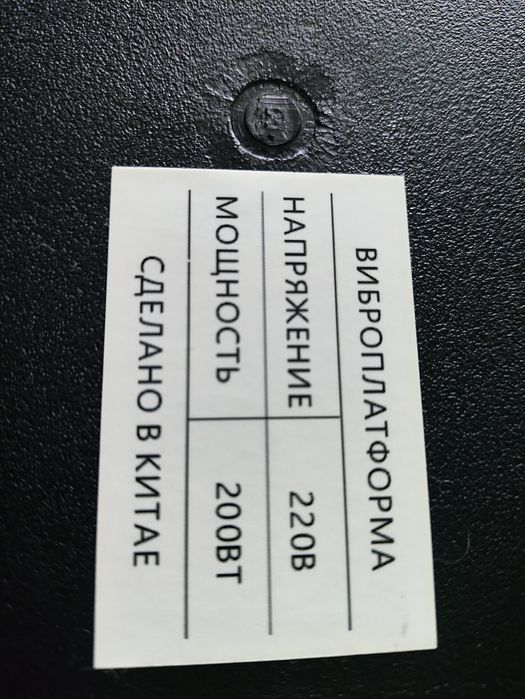 ВИБРОПЛАТФОРМА
НАПРЯЖЕНИЕ 220В
МОЩНОСТЬ 200ВТ
СДЕЛАНО В КИТАЕ